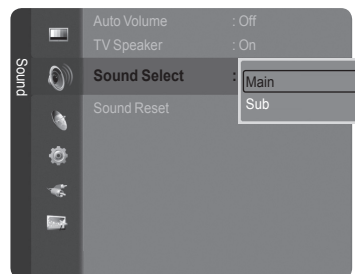 Sound
Auto Volume : Off
TV Speaker : On
Sound Select :
Main
Sub
Sound Reset